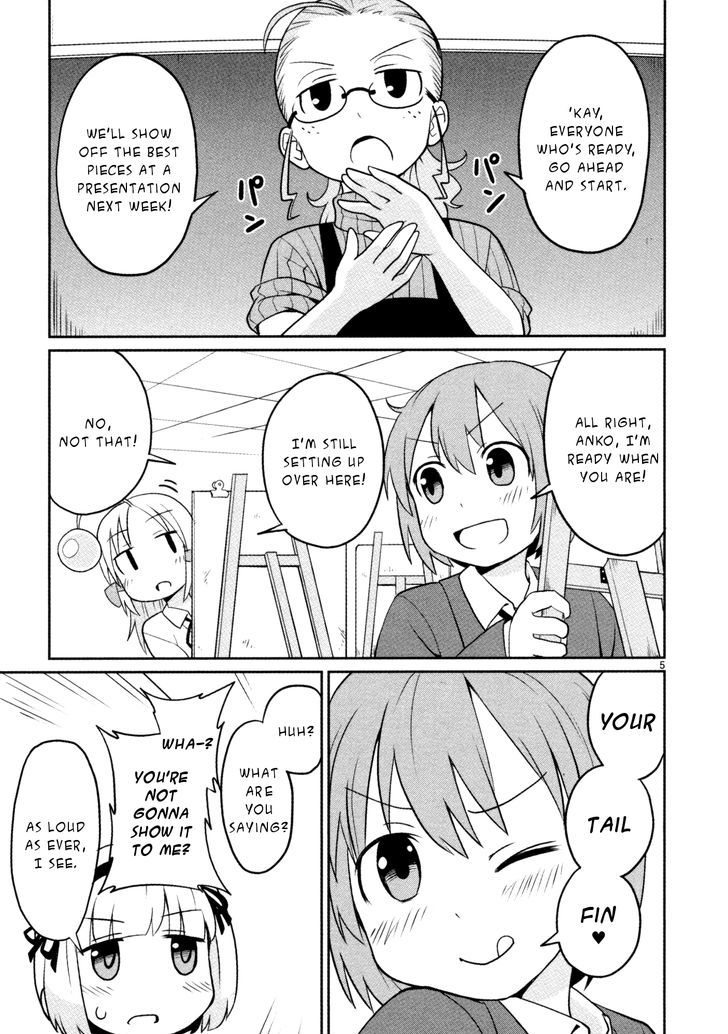 'KAY,
EVERYONE
WHO'S READY,
GO AHEAD
AND START.
パン
パン
WE'LL SHOW
OFF THE BEST
PIECES AT A
PRESENTATION
NEXT WEEK!
ALL RIGHT,
ANKO, I'M
READY WHEN
YOU ARE!
I'M STILL
SETTING UP
OVER HERE!
NO,
NOT THAT!
5
YOUR
TAIL
FIN
♥
HUH?
WHAT
ARE
YOU
SAYING?
WHA-?
YOU'RE
NOT
GONNA
SHOW IT
TO ME?
AS LOUD
AS EVER,
I SEE.